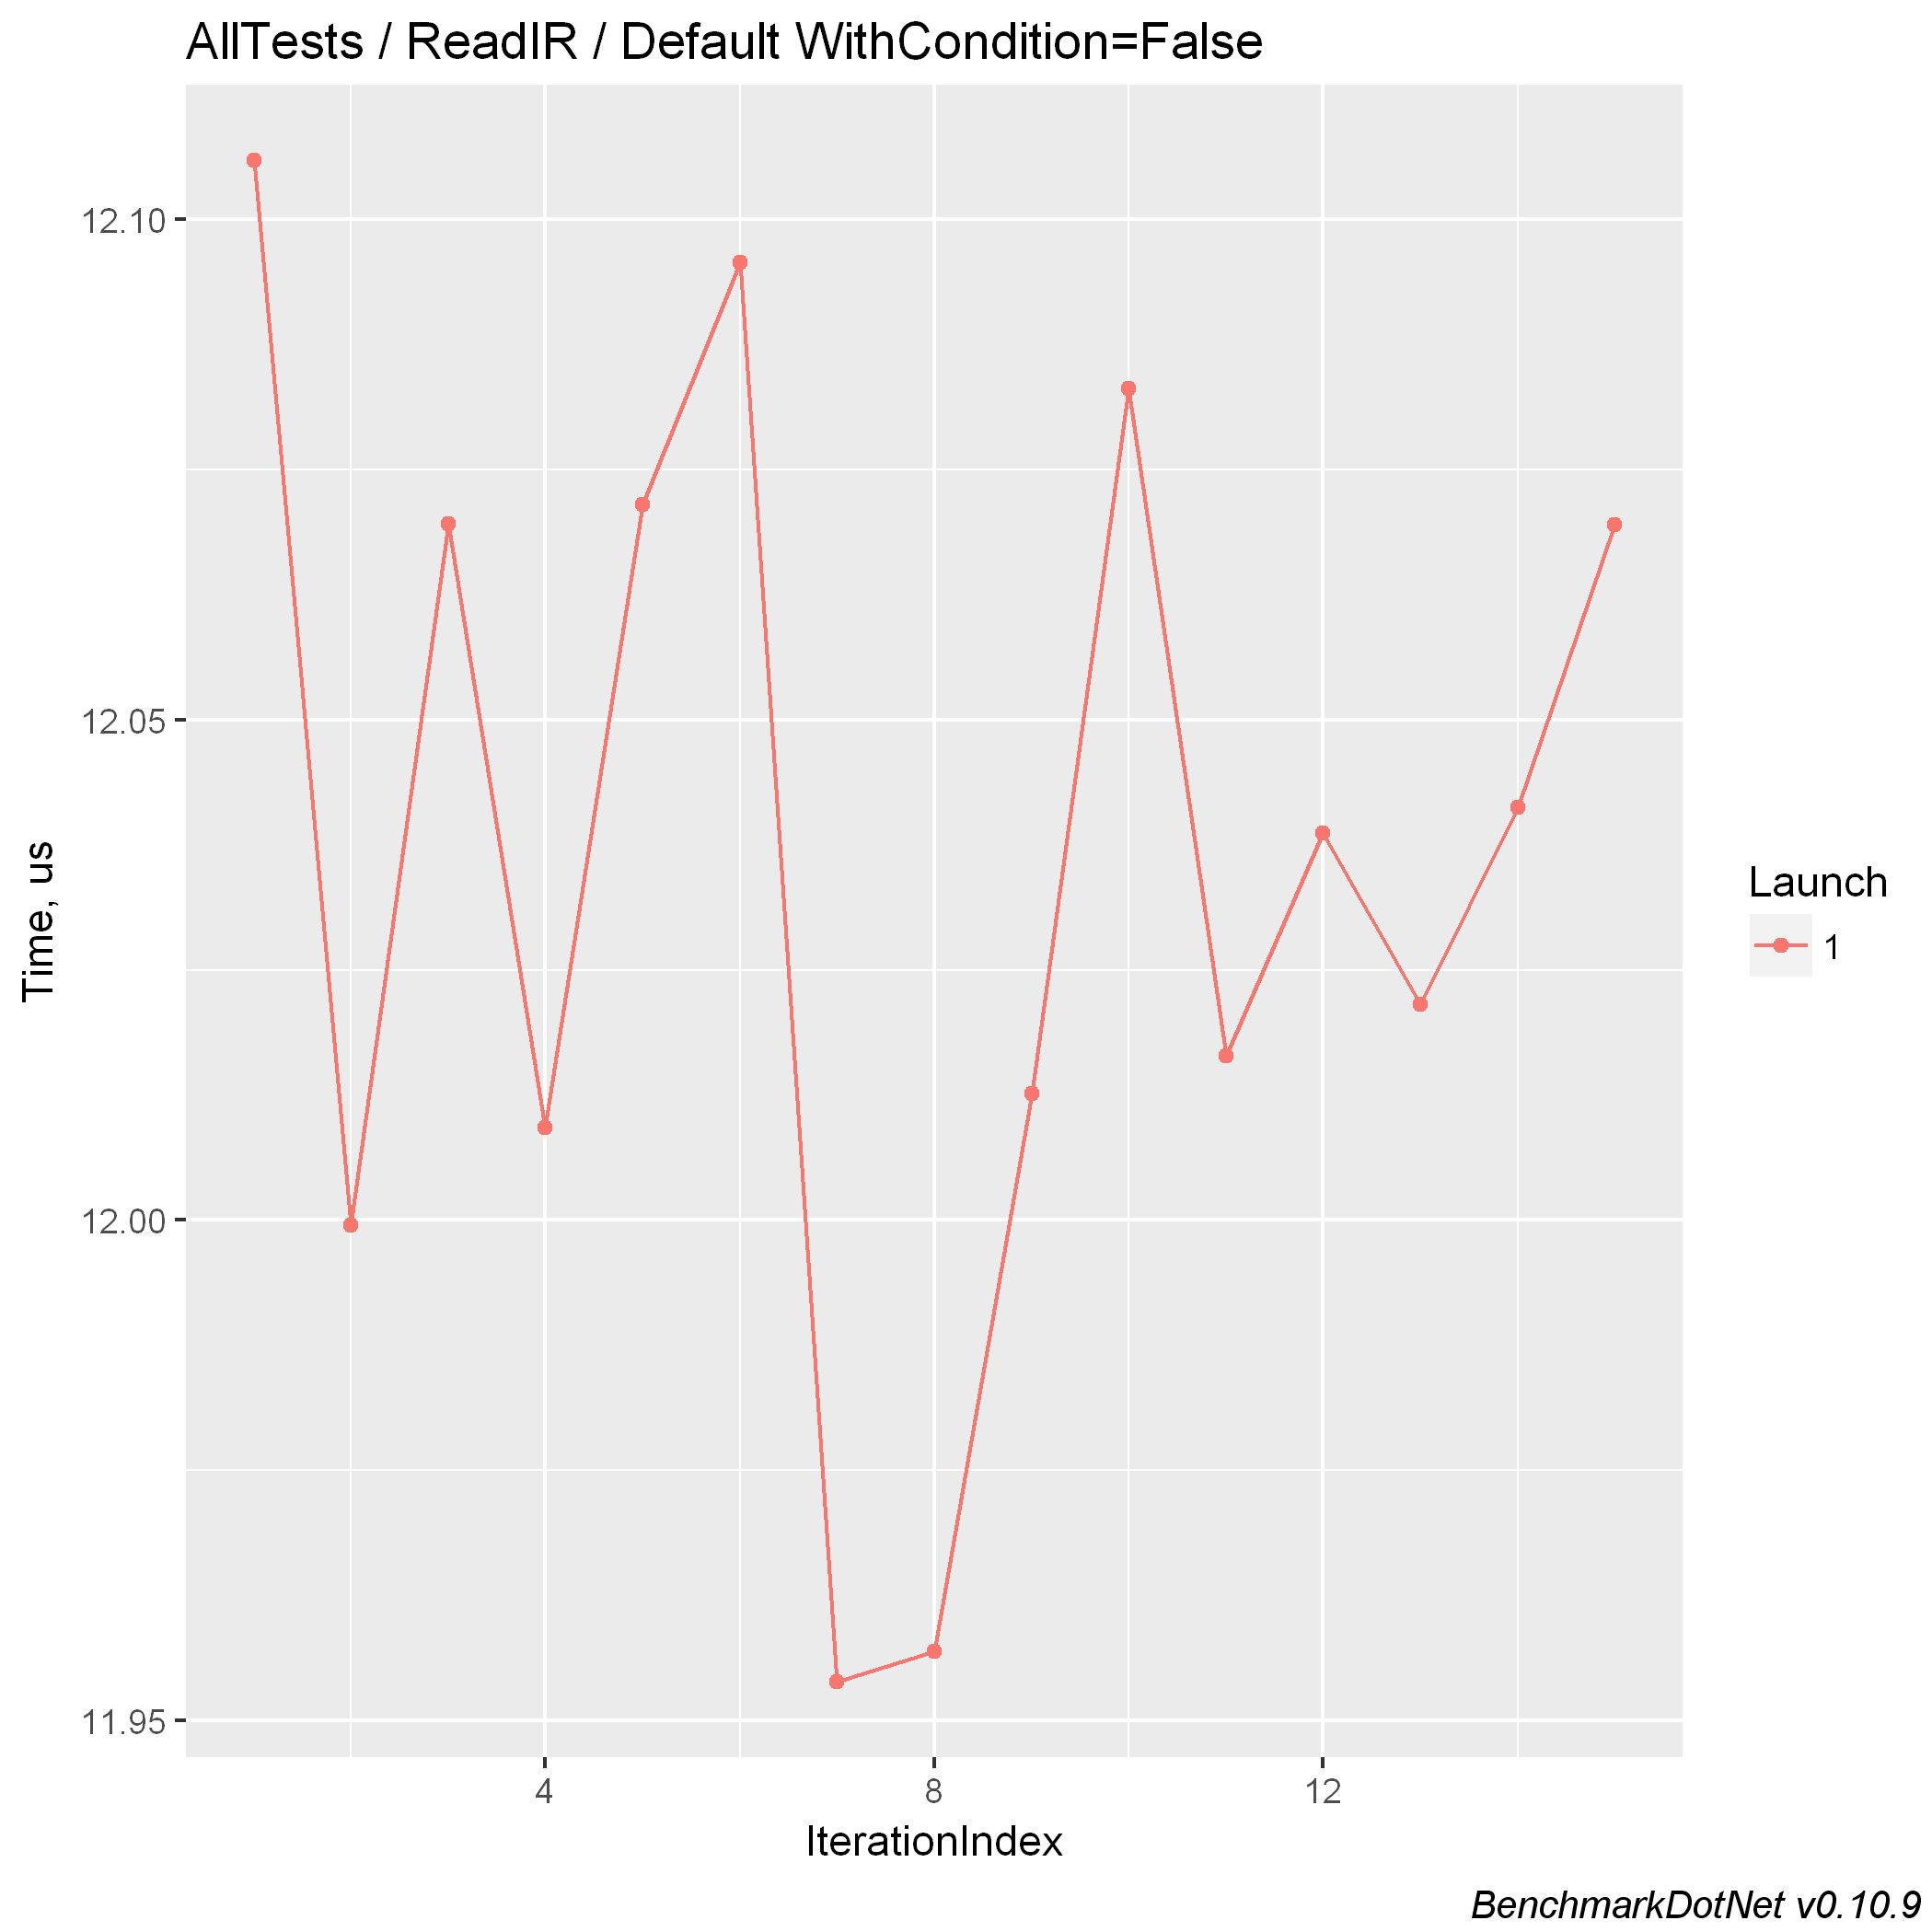 AllTests / ReadIR / Default WithCondition=False
12.10
12.05
12.00
11.95
Time, us
4
8
12
IterationIndex
Launch
1
BenchmarkDotNet v0.10.9